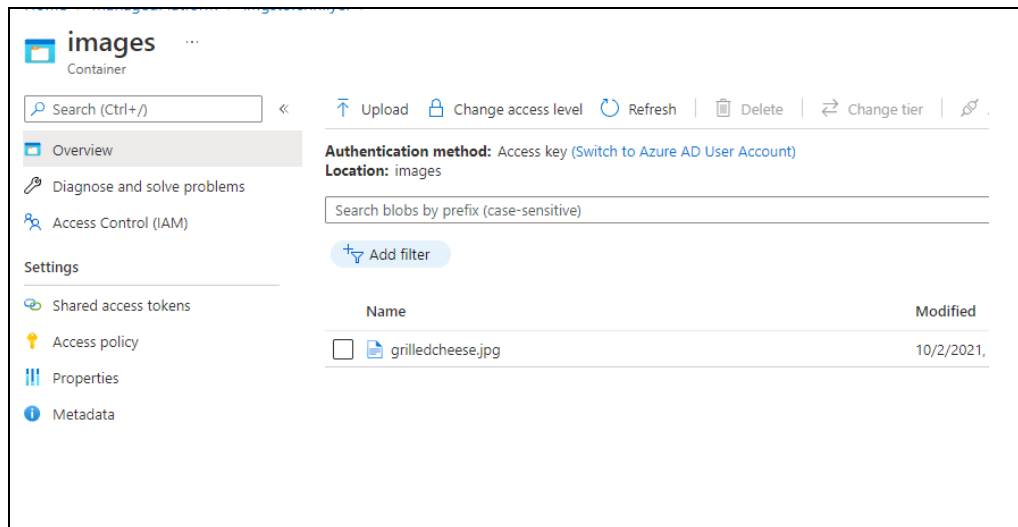 images ...
Container
Search (Ctrl+/) «
Upload Change access level Refresh Delete Change tier
Overview
Authentication method: Access key (Switch to Azure AD User Account)
Location: images
Diagnose and solve problems
Search blobs by prefix (case-sensitive)
Access Control (IAM)
Add filter
Settings
Shared access tokens
Name Modified
Access policy
grilledcheese.jpg 10/2/2021,
Properties
Metadata